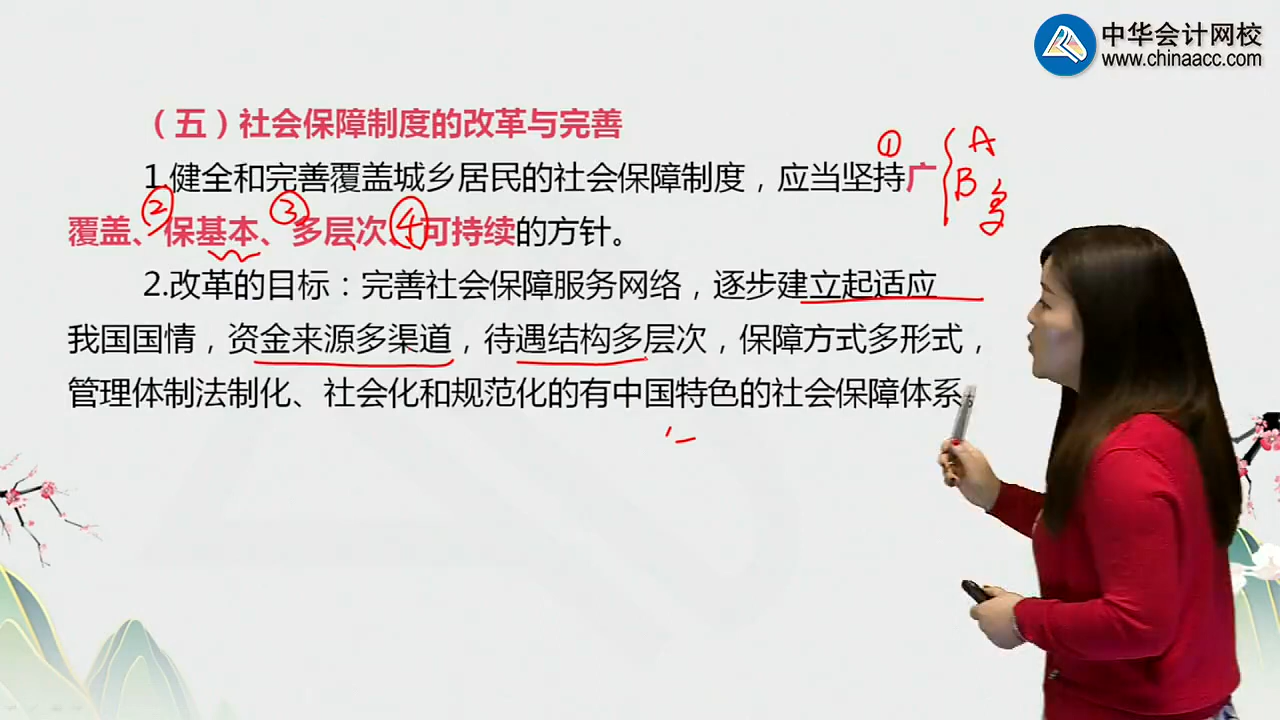 中华会计网校
www.chinaacc.com
（五）社会保障制度的改革与完善
①
A
1.健全和完善覆盖城乡居民的社会保障制度，应当坚持广
B
② ③ ④
覆盖、保基本、多层次、可持续的方针。
2.改革的目标：完善社会保障服务网络，逐步建立起适应
我国国情，资金来源多渠道，待遇结构多层次，保障方式多形式，
管理体制法制化、社会化和规范化的有中国特色的社会保障体系。